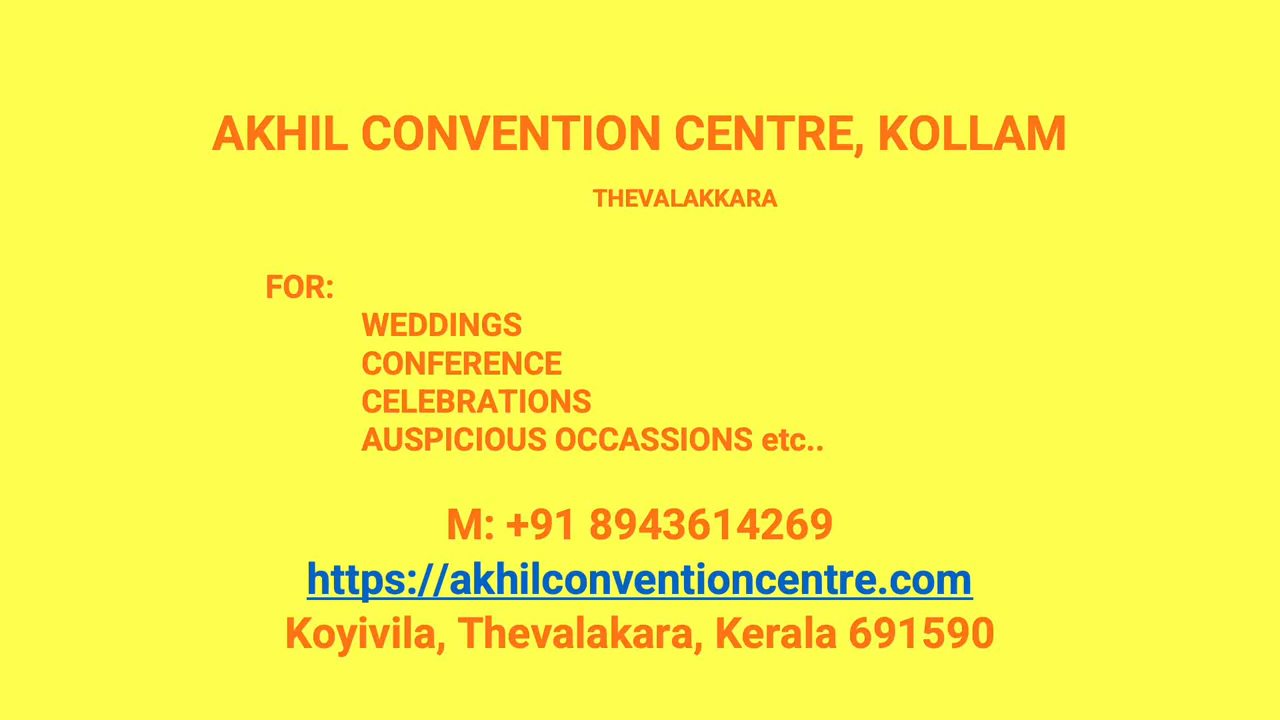 AKHIL CONVENTION CENTRE, KOLLAM
THEVALAKKARA
FOR:
WEDDINGS
CONFERENCE
CELEBRATIONS
AUSPICIOUS OCCASSIONS etc..
M: +91 8943614269
https://akhilconventioncentre.com
Koyivila, Thevalakara, Kerala 691590